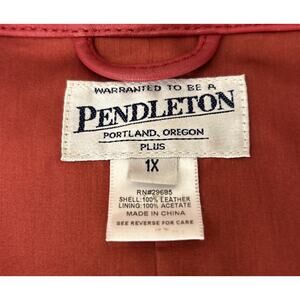 WARRANTED TO BE A
PENDLETON
PORTLAND, OREGON
PLUS
1X
RN#29685
SHELL:100% LEATHER
LINING:100% ACETATE
MADE IN CHINA
SEE REVERSE FOR CARE